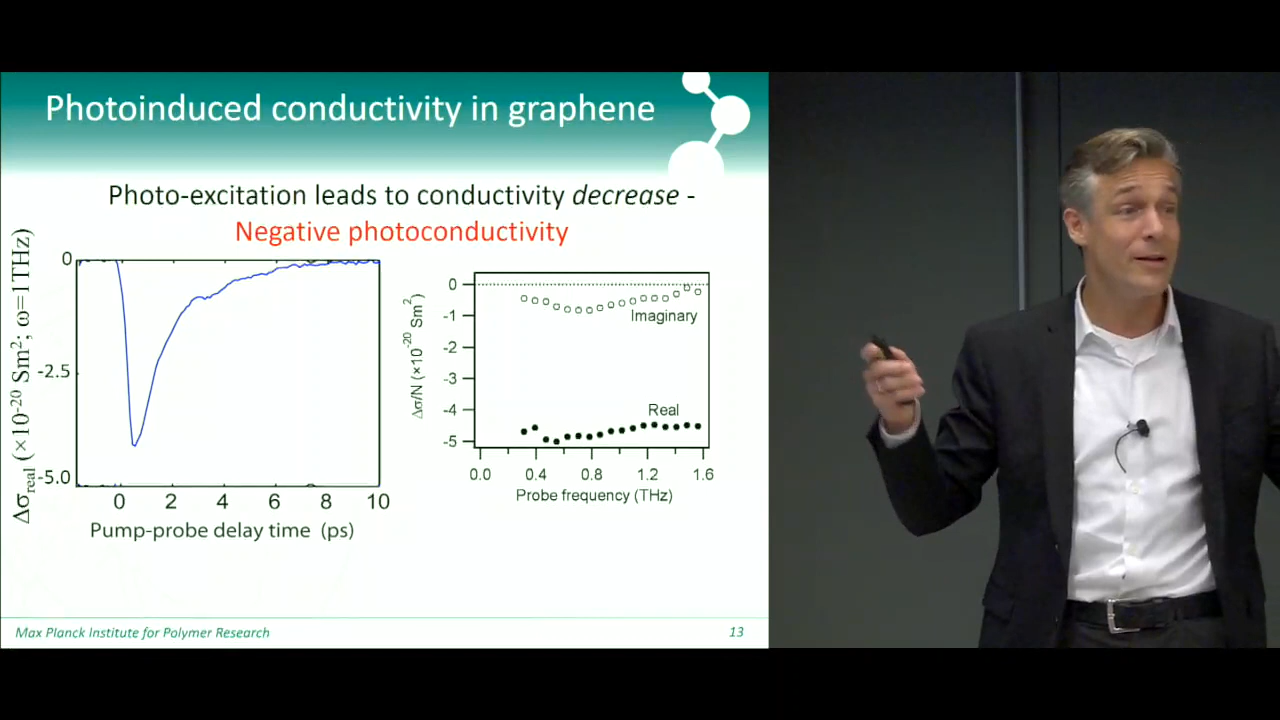 Photoinduced conductivity in graphene
Photo-excitation leads to conductivity decrease -
Negative photoconductivity
Δσreal (×10-20 Sm2; ω=1THz)
0
-2.5
-5.0
0 2 4 6 8 10
Pump-probe delay time (ps)
Δσ/N (×10-20 Sm2)
0
-1
-2
-3
-4
-5
Imaginary
Real
0.0 0.4 0.8 1.2 1.6
Probe frequency (THz)
Max Planck Institute for Polymer Research
13